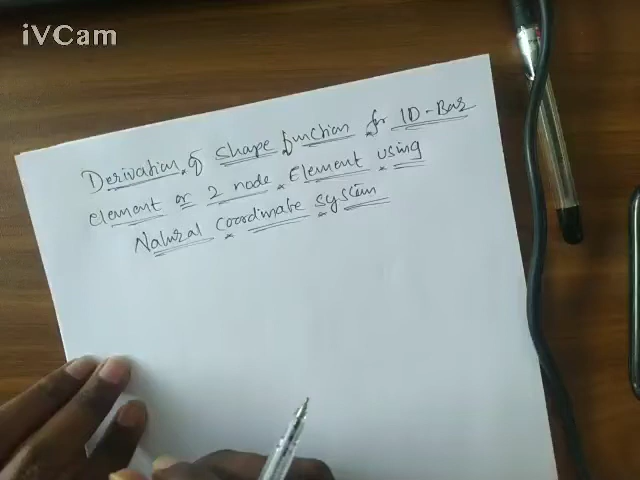 iVCam
Derivation of shape function for 1D-Bar
element or 2 node Element using
Natural coordinate system